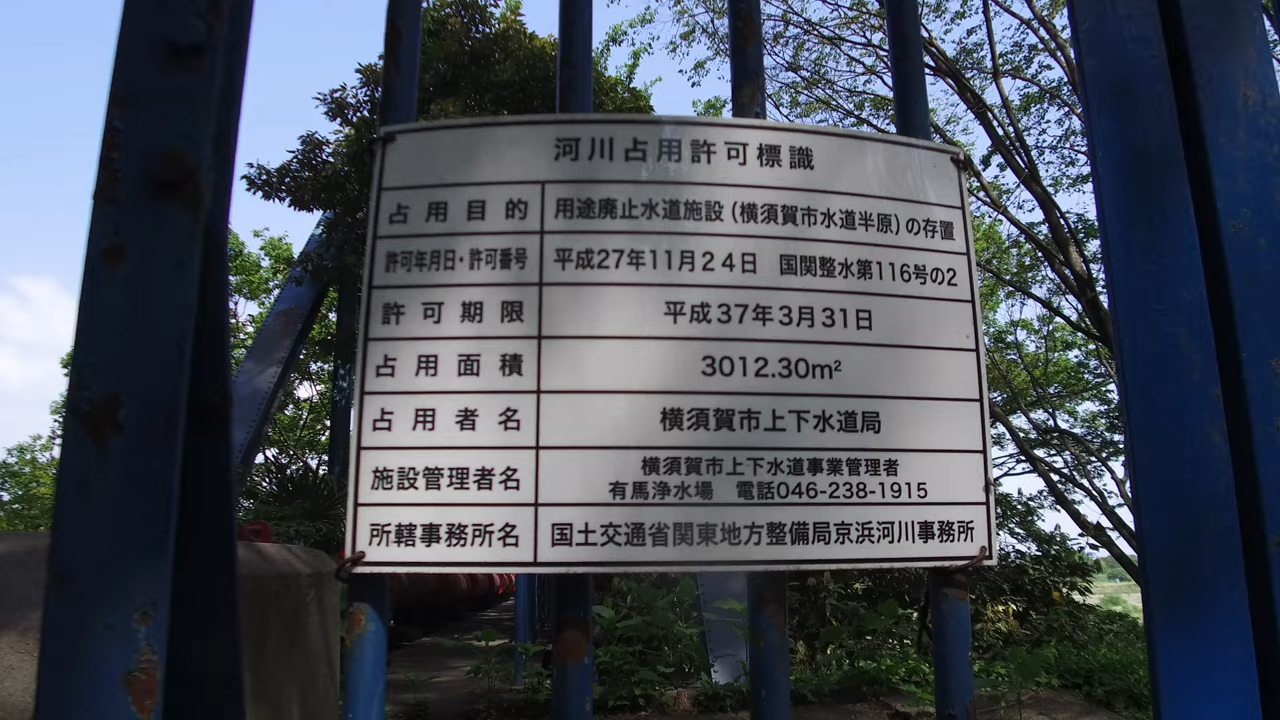 河川占用許可標識
占用目的 用途廃止水道施設(横須賀市水道半原)の存置
許可年月日・許可番号 平成27年11月24日 国関整水第116号の2
許可期限 平成37年3月31日
占用面積 3012.30m²
占用者名 横須賀市上下水道局
施設管理者名 横須賀市上下水道事業管理者
有馬浄水場 電話046-238-1915
所轄事務所名 国土交通省関東地方整備局京浜河川事務所